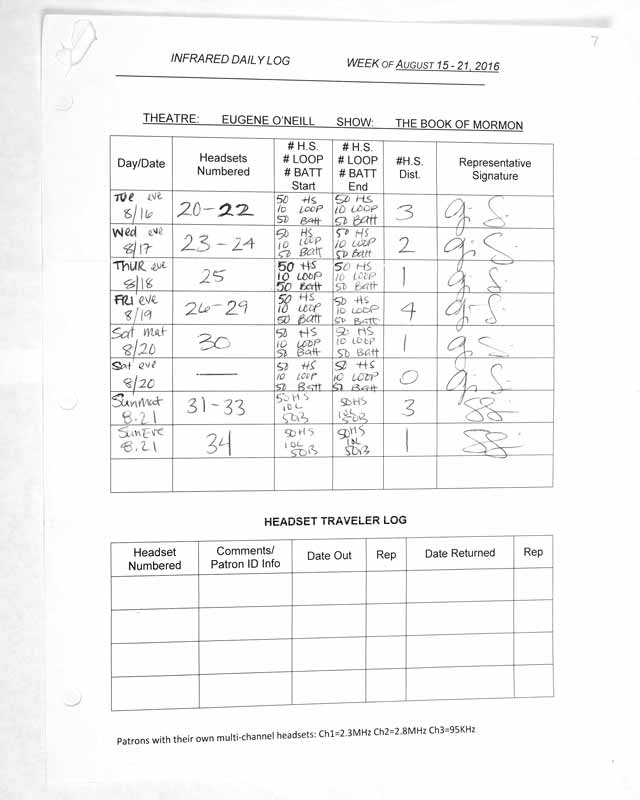 7
INFRARED DAILY LOG WEEK OF AUGUST 15 - 21, 2016
THEATRE: EUGENE O'NEILL SHOW: THE BOOK OF MORMON
Day/Date
Headsets
Numbered
# H.S.
# LOOP
# BATT
Start
# H.S.
# LOOP
# BATT
End
#H.S.
Dist.
Representative
Signature
Tue eve
8/16
20-22
50 HS
10 LOOP
50 Batt
50 HS
10 LOOP
50 Batt
3
Wed eve
8/17
23-24
50 HS
10 LOOP
50 Batt
50 HS
10 LOOP
50 Batt
2
THUR eve
8/18
25
50 HS
10 LOOP
50 Batt
50 HS
10 LOOP
50 Batt
1
FRI eve
8/19
26-29
50 HS
10 LOOP
50 Batt
50 HS
10 LOOP
50 Batt
4
Sat mat
8/20
30
50 HS
10 LOOP
50 Batt
50 HS
10 LOOP
50 Batt
1
Sat eve
8/20
—
50 HS
10 LOOP
50 Batt
50 HS
10 LOOP
50 Batt
0
Sun Mat
8.21
31-33
50 HS
10L
50B
50HS
10L
50B
3
Sun Eve
8.21
34
50HS
10L
50B
50HS
10L
50B
1
HEADSET TRAVELER LOG
Headset
Numbered
Comments/
Patron ID Info
Date Out
Rep
Date Returned
Rep
Patrons with their own multi-channel headsets: Ch1=2.3MHz Ch2=2.8MHz Ch3=95KHz